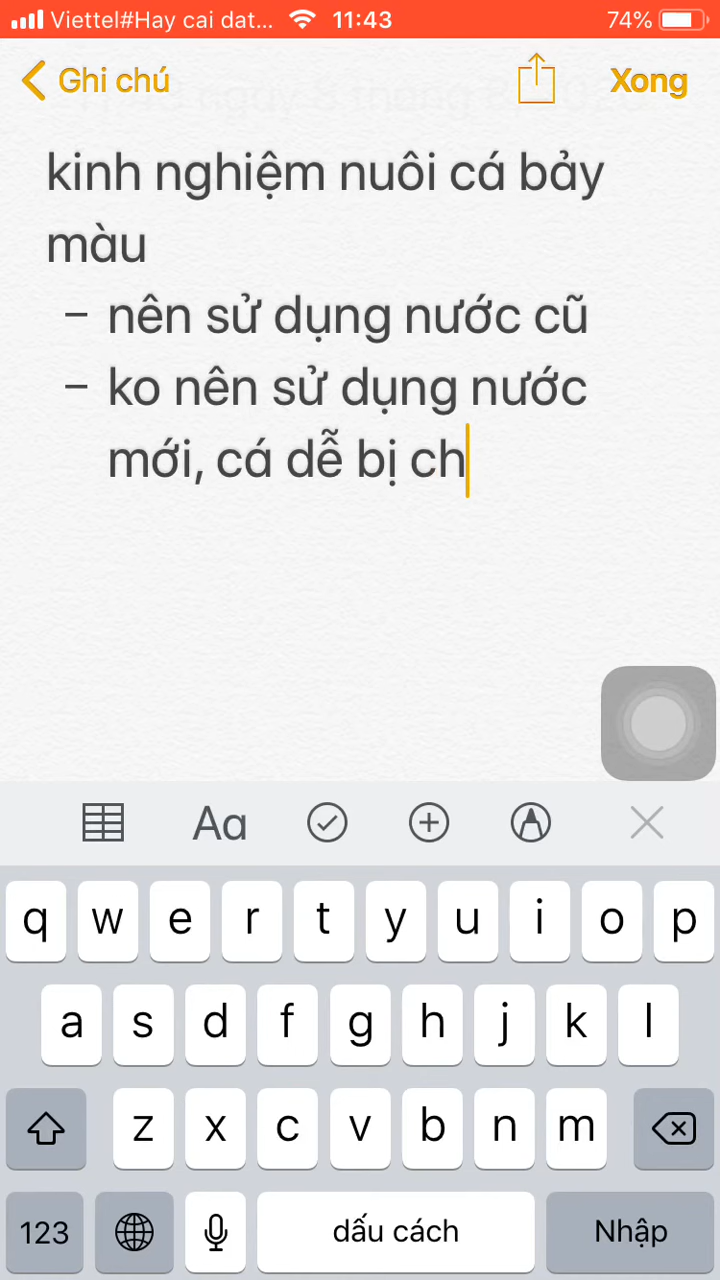 Viettel#Hay cai dat... 11:43 74%
Ghi chú Xong
kinh nghiệm nuôi cá bảy
màu
– nên sử dụng nước cũ
– ko nên sử dụng nước
mới, cá dễ bị ch
Aa
q w e r t y u i o p
a s d f g h j k l
z x c v b n m
123 dấu cách Nhập